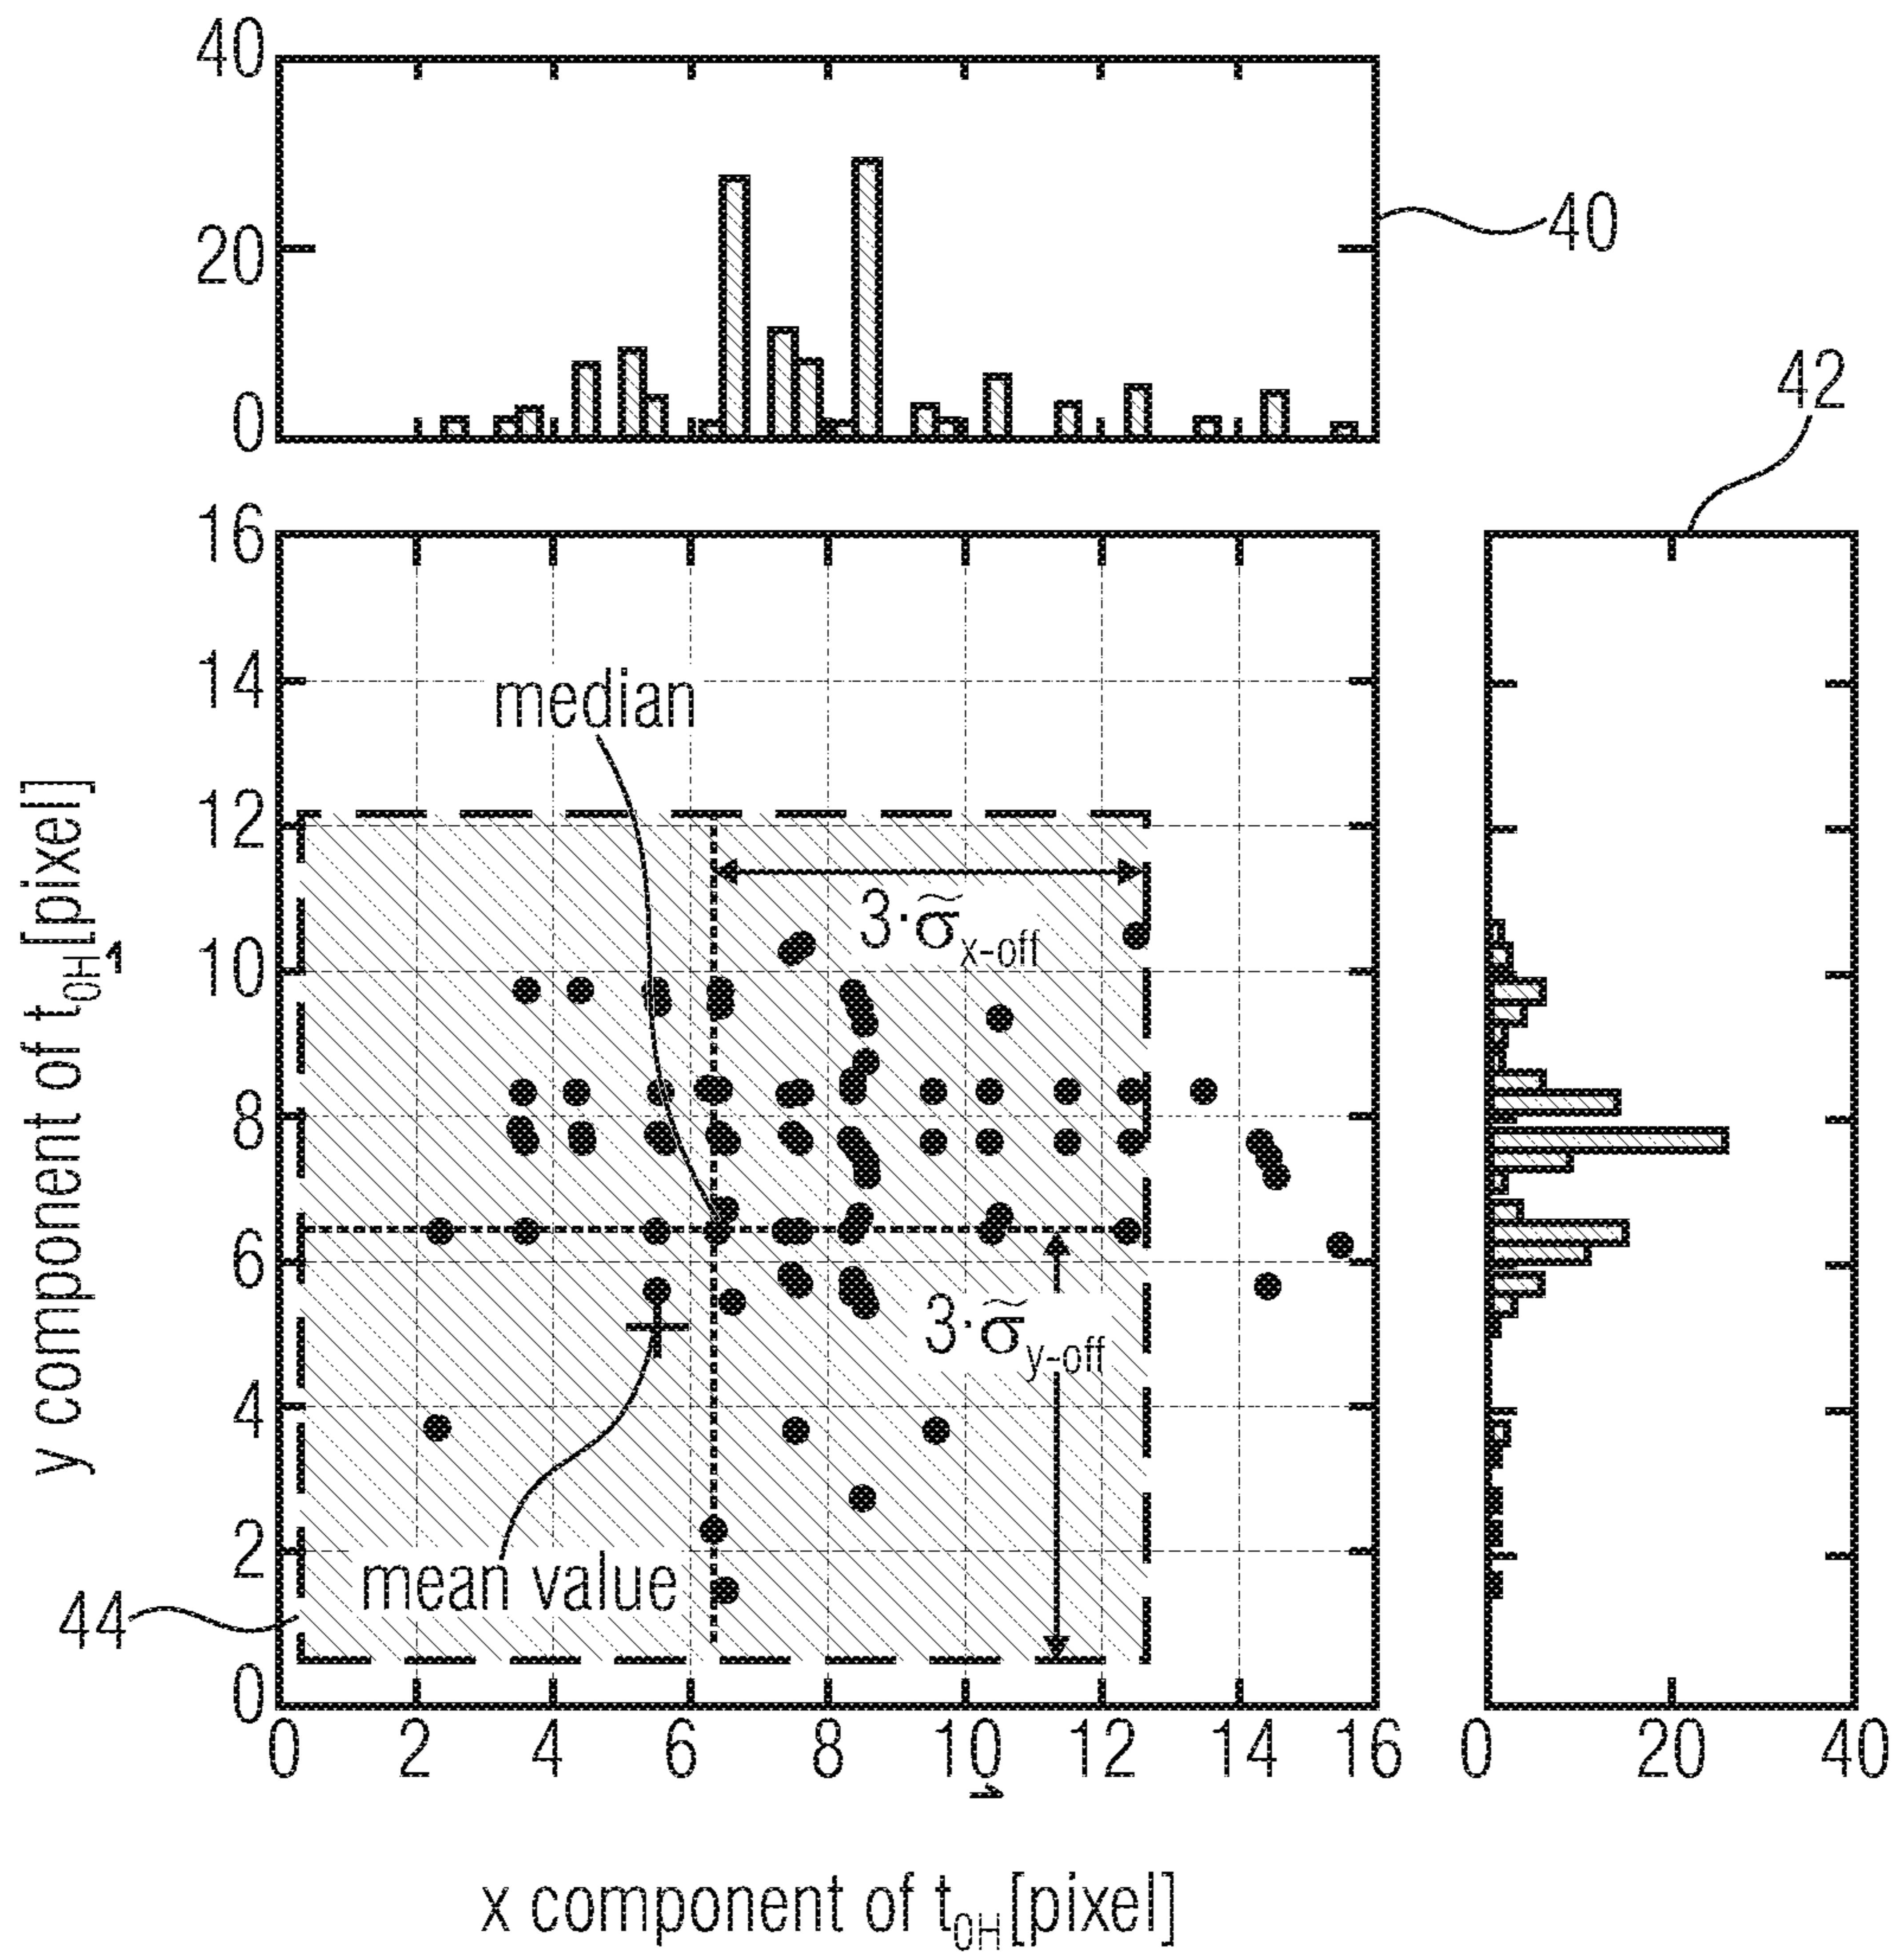 40
20
0
40
42
16
14
12
10
8
6
4
2
0
median
3·σ̃x-off
3·σ̃y-off
mean value
44
y component of t0H[pixel]
0 2 4 6 8 10 12 14 16
0 20 40
x component of t0H[pixel]